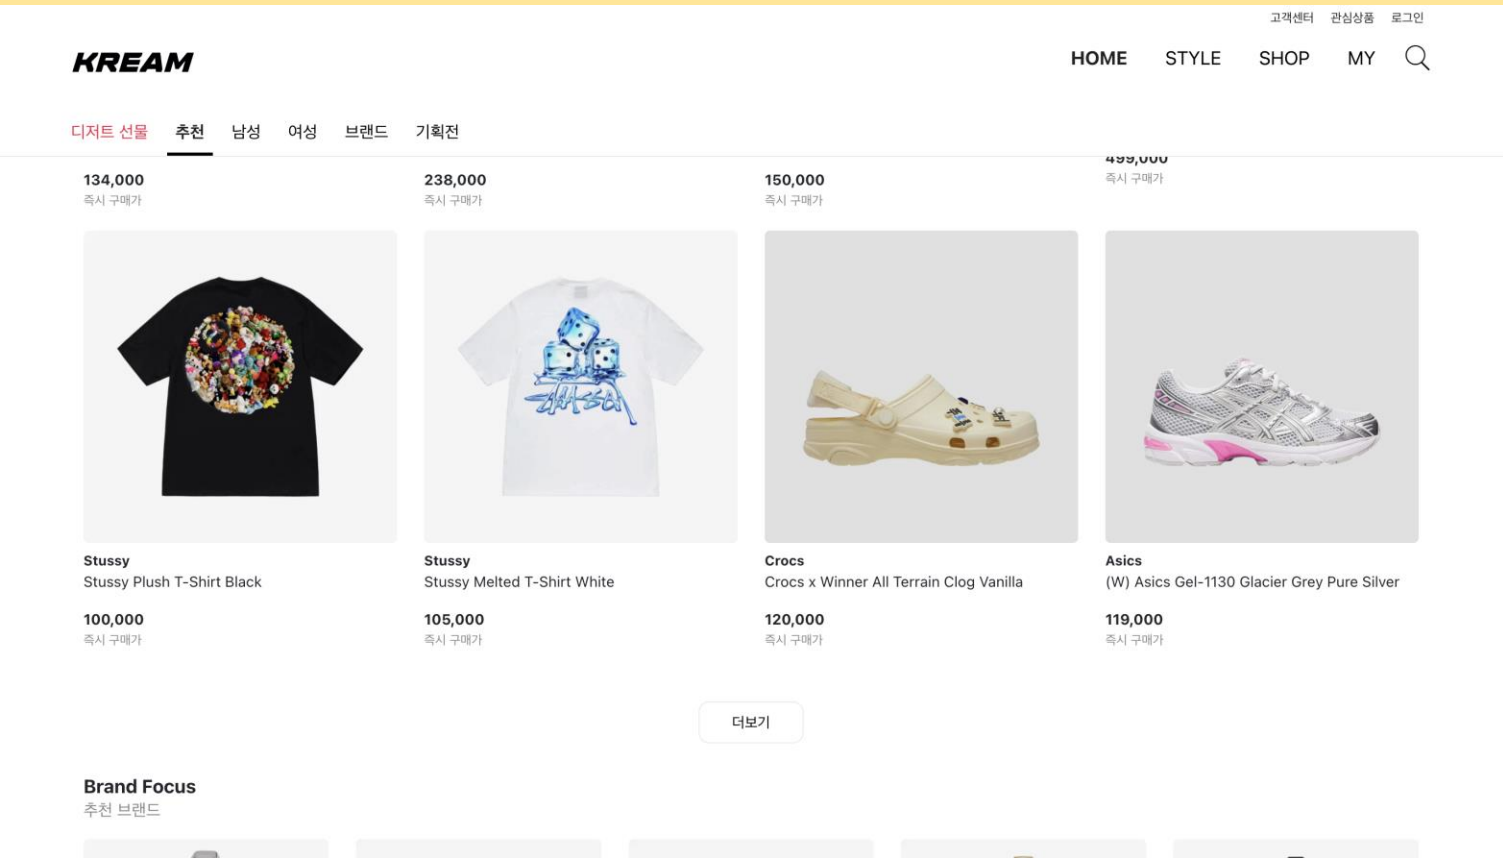 고객센터 관심상품 로그인
KREAM
HOME STYLE SHOP MY
디저트 선물 추천 남성 여성 브랜드 기획전
134,000 238,000 150,000 499,000
즉시 구매가 즉시 구매가 즉시 구매가 즉시 구매가
Stussy
Stussy Plush T-Shirt Black
100,000
즉시 구매가
Stussy
Stussy Melted T-Shirt White
105,000
즉시 구매가
Crocs
Crocs x Winner All Terrain Clog Vanilla
120,000
즉시 구매가
Asics
(W) Asics Gel-1130 Glacier Grey Pure Silver
119,000
즉시 구매가
더보기
Brand Focus
추천 브랜드